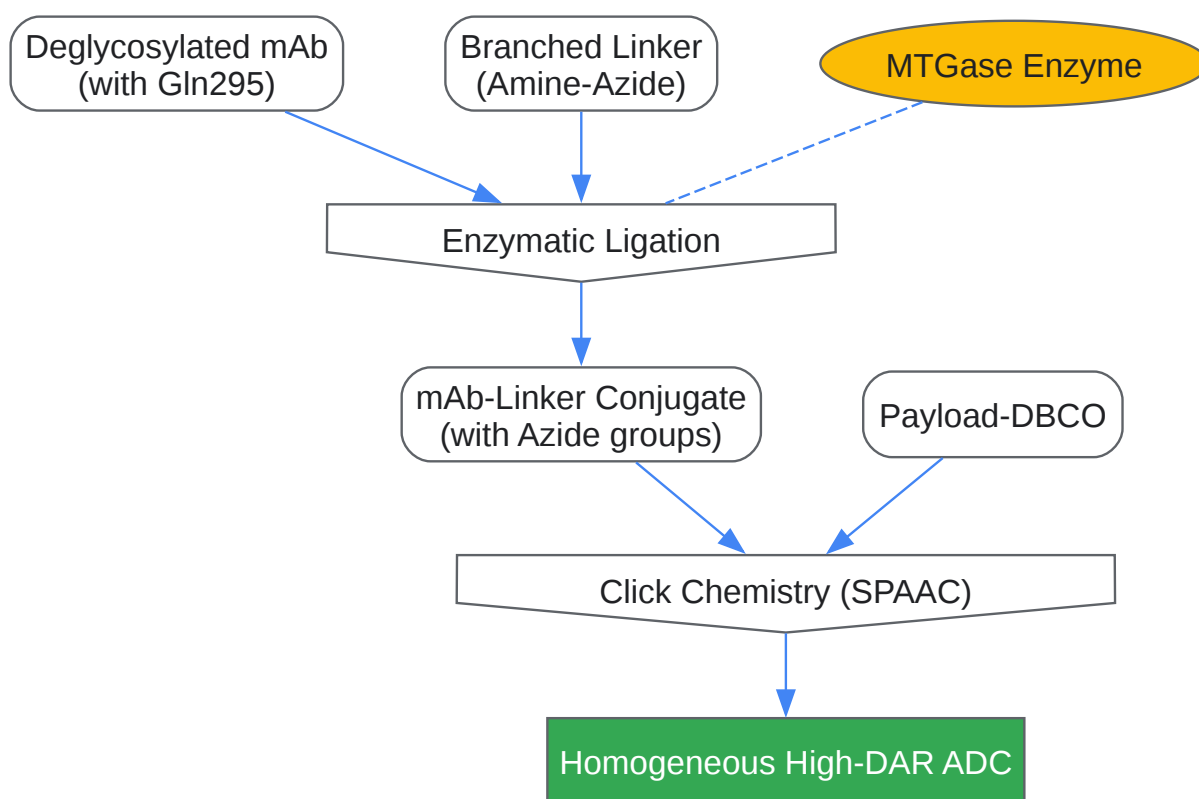 Deglycosylated mAb
(with Gln295)
Branched Linker
(Amine-Azide)
MTGase Enzyme
Enzymatic Ligation
mAb-Linker Conjugate
(with Azide groups)
Payload-DBCO
Click Chemistry (SPAAC)
Homogeneous High-DAR ADC